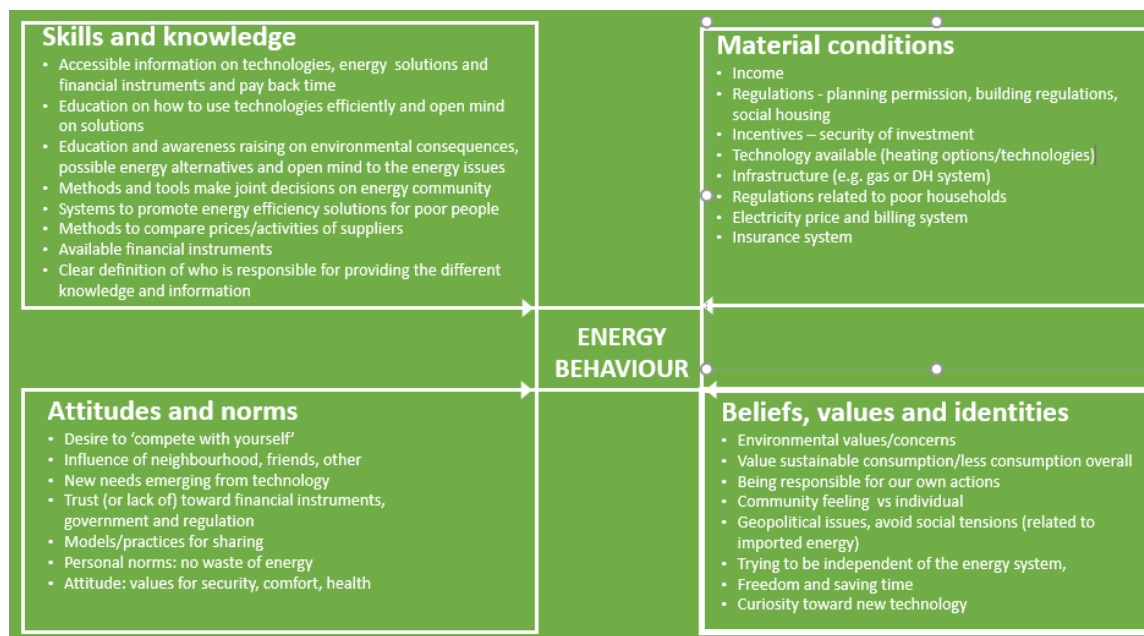 Skills and knowledge
• Accessible information on technologies, energy solutions and
financial instruments and pay back time
• Education on how to use technologies efficiently and open mind
on solutions
• Education and awareness raising on environmental consequences,
possible energy alternatives and open mind to the energy issues
• Methods and tools make joint decisions on energy community
• Systems to promote energy efficiency solutions for poor people
• Methods to compare prices/activities of suppliers
• Available financial instruments
• Clear definition of who is responsible for providing the different
knowledge and information
Material conditions
• Income
• Regulations - planning permission, building regulations,
social housing
• Incentives – security of investment
• Technology available (heating options/technologies)
• Infrastructure (e.g. gas or DH system)
• Regulations related to poor households
• Electricity price and billing system
• Insurance system
ENERGY
BEHAVIOUR
Attitudes and norms
• Desire to ‘compete with yourself’
• Influence of neighbourhood, friends, other
• New needs emerging from technology
• Trust (or lack of) toward financial instruments,
government and regulation
• Models/practices for sharing
• Personal norms: no waste of energy
• Attitude: values for security, comfort, health
Beliefs, values and identities
• Environmental values/concerns
• Value sustainable consumption/less consumption overall
• Being responsible for our own actions
• Community feeling vs individual
• Geopolitical issues, avoid social tensions (related to
imported energy)
• Trying to be independent of the energy system,
• Freedom and saving time
• Curiosity toward new technology